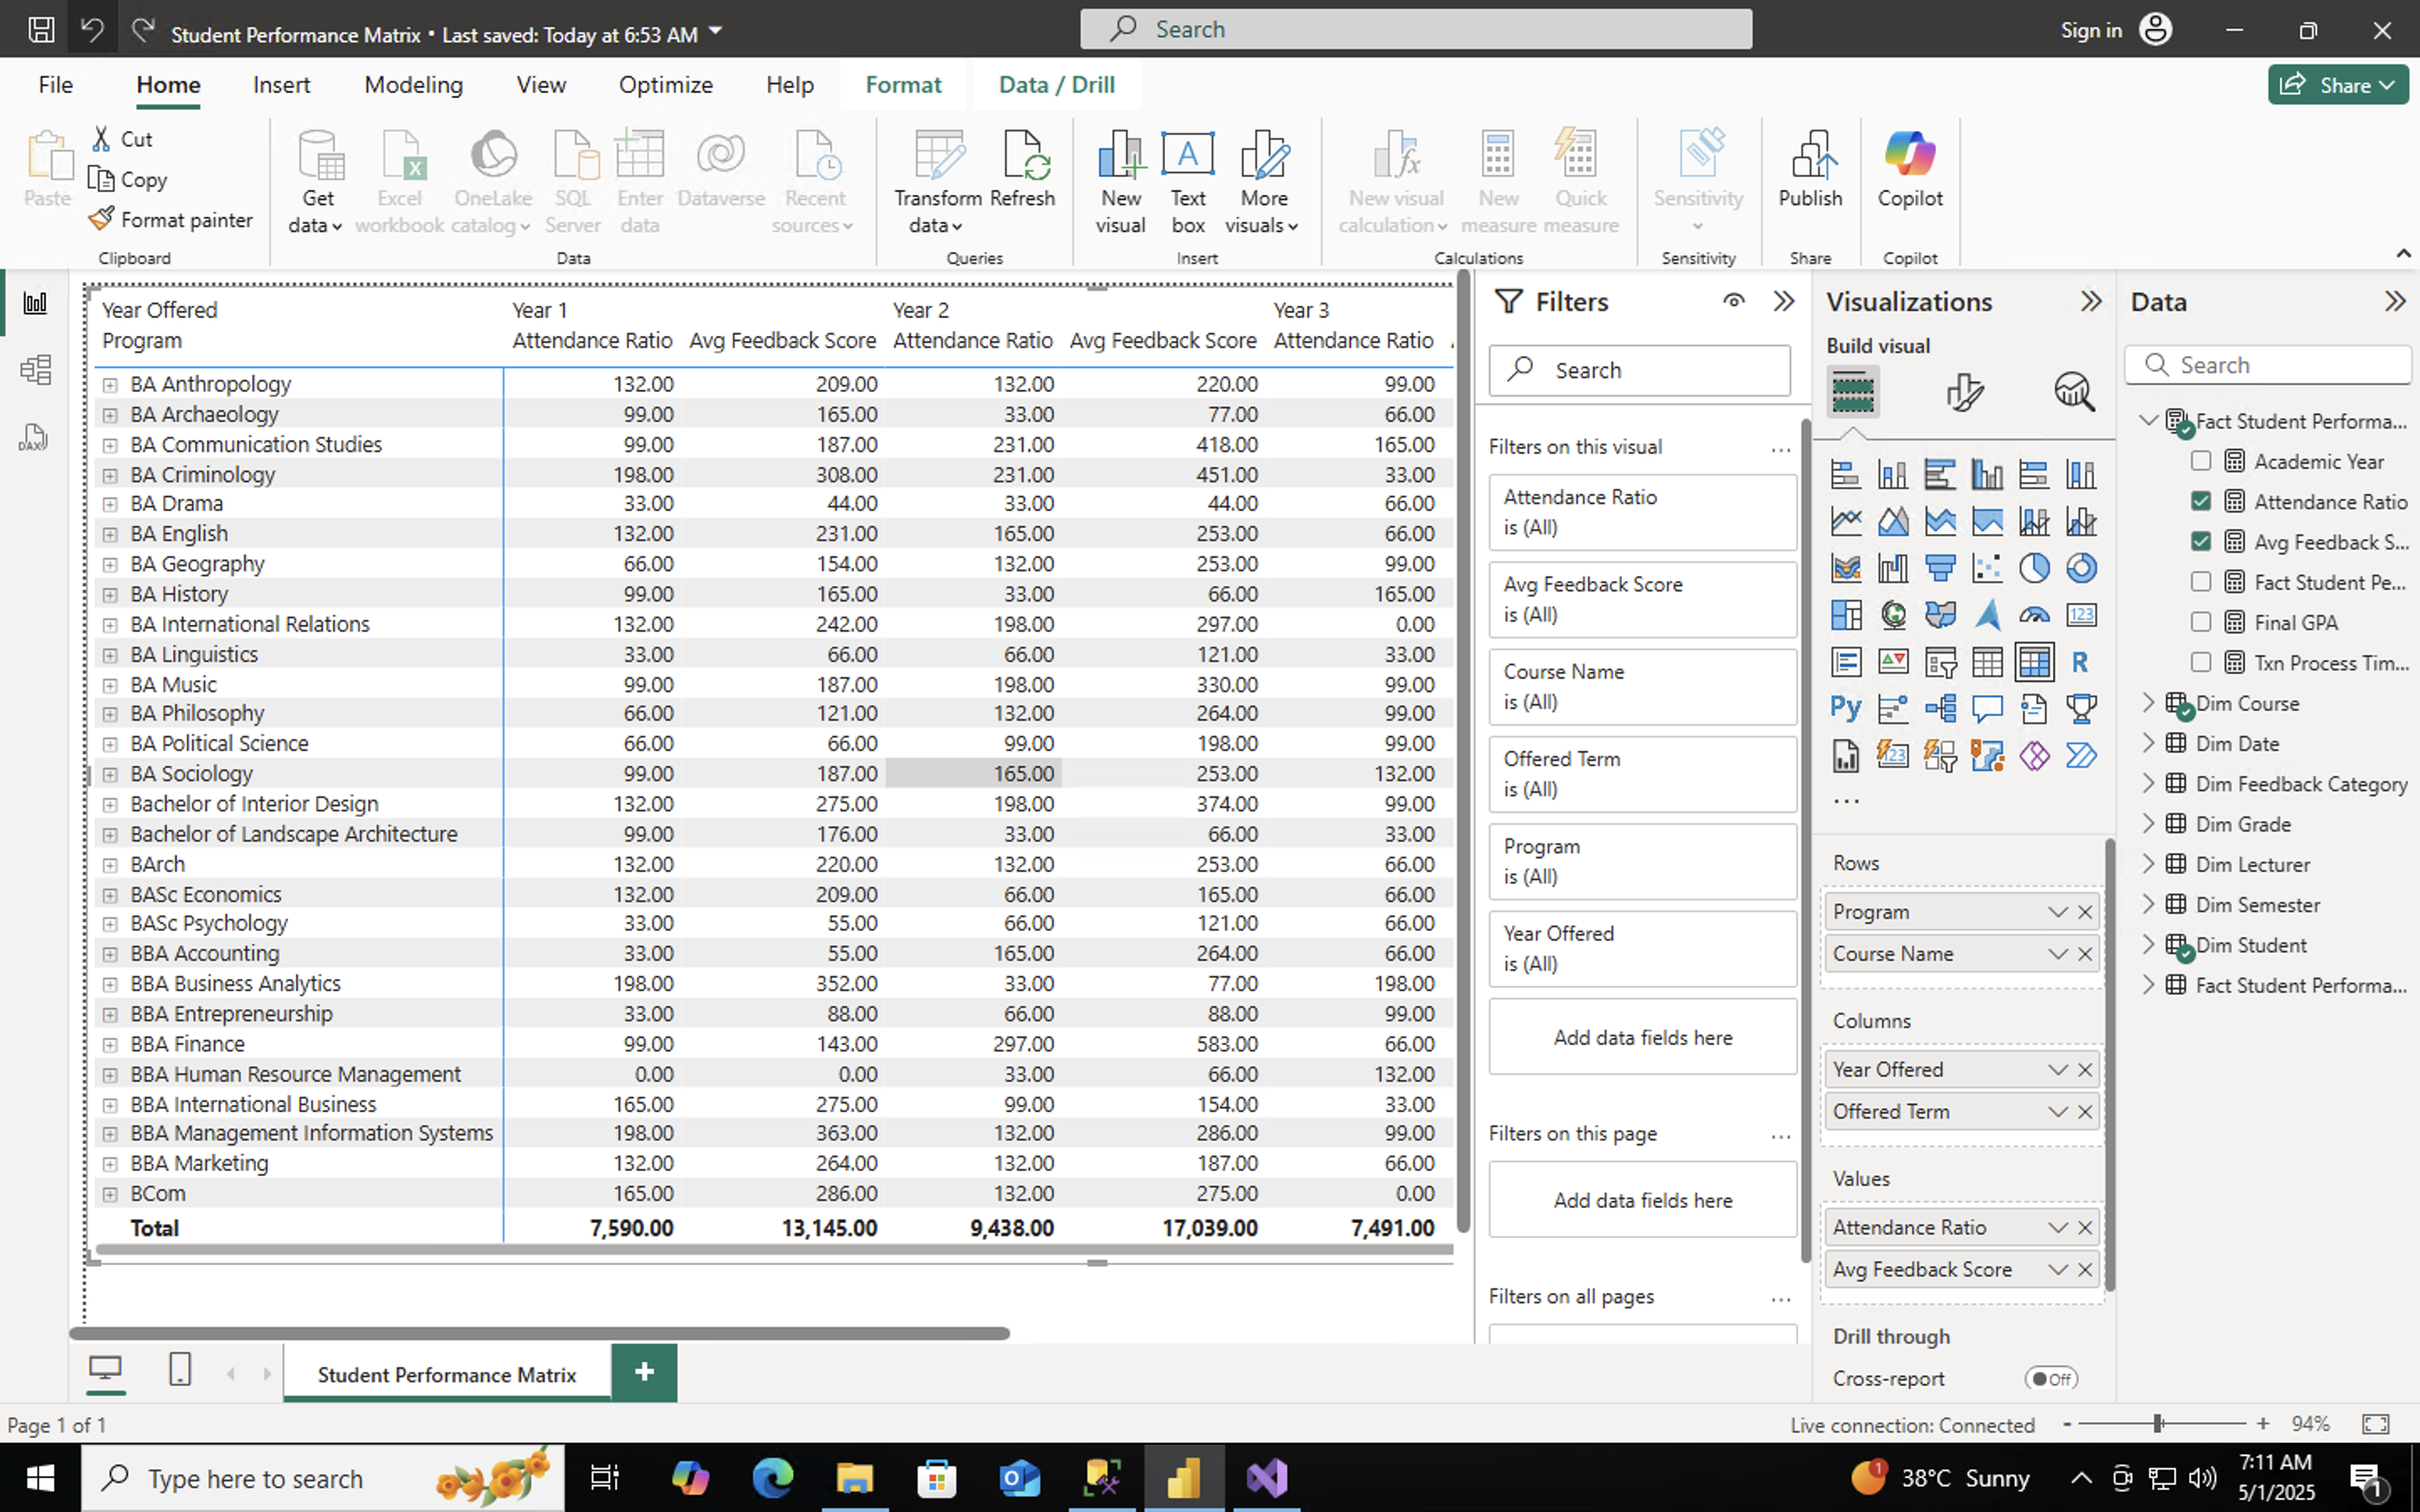 Student Performance Matrix • Last saved: Today at 6:53 AM
Search
Sign in
File Home Insert Modeling View Optimize Help Format Data / Drill
Share
Paste
Cut
Copy
Format painter
Clipboard
Get data
Excel workbook
OneLake catalog
SQL Server
Enter data
Dataverse
Recent sources
Data
Transform data
Refresh
Queries
New visual
Text box
More visuals
Insert
New visual calculation
New measure
Quick measure
Calculations
Sensitivity
Sensitivity
Publish
Share
Copilot
Copilot
Year Offered Year 1 Year 2 Year 3
Program Attendance Ratio Avg Feedback Score Attendance Ratio Avg Feedback Score Attendance Ratio
BA Anthropology 132.00 209.00 132.00 220.00 99.00
BA Archaeology 99.00 165.00 33.00 77.00 66.00
BA Communication Studies 99.00 187.00 231.00 418.00 165.00
BA Criminology 198.00 308.00 231.00 451.00 33.00
BA Drama 33.00 44.00 33.00 44.00 66.00
BA English 132.00 231.00 165.00 253.00 66.00
BA Geography 66.00 154.00 132.00 253.00 99.00
BA History 99.00 165.00 33.00 66.00 165.00
BA International Relations 132.00 242.00 198.00 297.00 0.00
BA Linguistics 33.00 66.00 66.00 121.00 33.00
BA Music 99.00 187.00 198.00 330.00 99.00
BA Philosophy 66.00 121.00 132.00 264.00 99.00
BA Political Science 66.00 66.00 99.00 198.00 99.00
BA Sociology 99.00 187.00 165.00 253.00 132.00
Bachelor of Interior Design 132.00 275.00 198.00 374.00 99.00
Bachelor of Landscape Architecture 99.00 176.00 33.00 66.00 33.00
BArch 132.00 220.00 132.00 253.00 66.00
BASc Economics 132.00 209.00 66.00 165.00 66.00
BASc Psychology 33.00 55.00 66.00 121.00 66.00
BBA Accounting 33.00 55.00 165.00 264.00 66.00
BBA Business Analytics 198.00 352.00 33.00 77.00 198.00
BBA Entrepreneurship 33.00 88.00 66.00 88.00 99.00
BBA Finance 99.00 143.00 297.00 583.00 66.00
BBA Human Resource Management 0.00 0.00 33.00 66.00 132.00
BBA International Business 165.00 275.00 99.00 154.00 33.00
BBA Management Information Systems 198.00 363.00 132.00 286.00 99.00
BBA Marketing 132.00 264.00 132.00 187.00 66.00
BCom 165.00 286.00 132.00 275.00 0.00
Total 7,590.00 13,145.00 9,438.00 17,039.00 7,491.00
Filters
Search
Filters on this visual ...
Attendance Ratio
is (All)
Avg Feedback Score
is (All)
Course Name
is (All)
Offered Term
is (All)
Program
is (All)
Year Offered
is (All)
Add data fields here
Filters on this page ...
Add data fields here
Filters on all pages ...
Visualizations
Build visual
123
R
Py
123
...
Rows
Program
Course Name
Columns
Year Offered
Offered Term
Values
Attendance Ratio
Avg Feedback Score
Drill through
Cross-report Off
Data
Search
Fact Student Performa...
Academic Year
Attendance Ratio
Avg Feedback S...
Fact Student Pe...
Final GPA
Txn Process Tim...
Dim Course
Dim Date
Dim Feedback Category
Dim Grade
Dim Lecturer
Dim Semester
Dim Student
Fact Student Performa...
DAX
Student Performance Matrix
+
Page 1 of 1
Live connection: Connected - + 94%
Type here to search
1
38°C Sunny
7:11 AM
5/1/2025
1